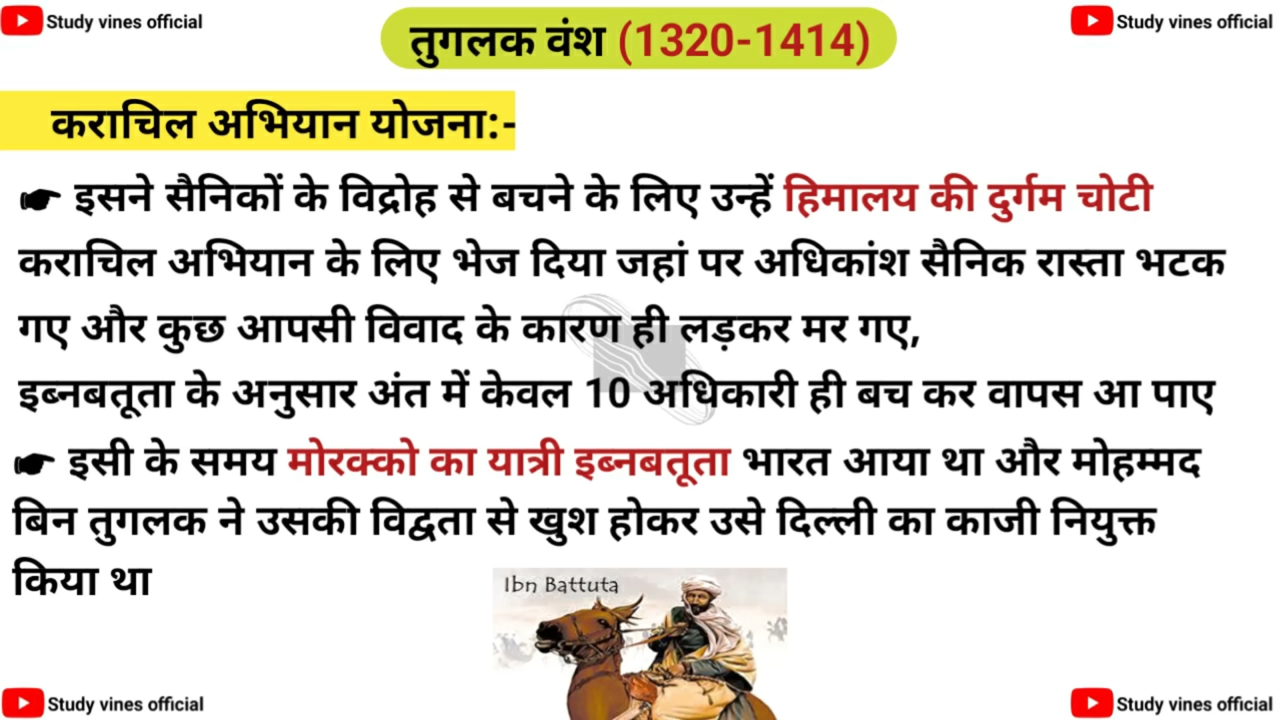 Study vines official
तुगलक वंश (1320-1414)
Study vines official
कराचिल अभियान योजना:-
☛ इसने सैनिकों के विद्रोह से बचने के लिए उन्हें हिमालय की दुर्गम चोटी
कराचिल अभियान के लिए भेज दिया जहां पर अधिकांश सैनिक रास्ता भटक
गए और कुछ आपसी विवाद के कारण ही लड़कर मर गए,
इब्नबतूता के अनुसार अंत में केवल 10 अधिकारी ही बच कर वापस आ पाए
☛ इसी के समय मोरक्को का यात्री इब्नबतूता भारत आया था और मोहम्मद
बिन तुगलक ने उसकी विद्वता से खुश होकर उसे दिल्ली का काजी नियुक्त
किया था
Ibn Battuta
Study vines official
Study vines official